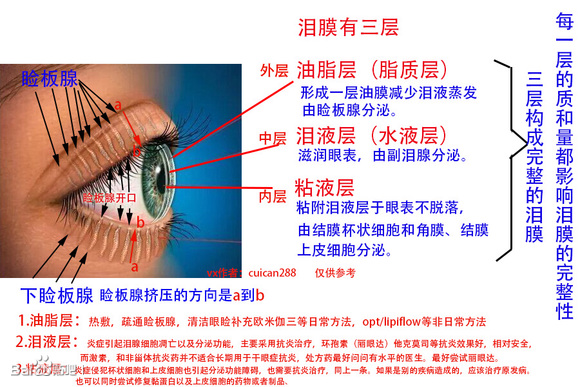 泪膜有三层
外层 油脂层（脂质层）
形成一层油膜减少泪液蒸发
由睑板腺分泌。
中层 泪液层（水液层）
滋润眼表，由副泪腺分泌。
内层 粘液层
粘附泪液层于眼表不脱落，
由结膜杯状细胞和角膜、结膜
上皮细胞分泌。
三层构成完整的泪膜
每一层的质和量都影响泪膜的完整性
睑板腺
a
b
睑板腺开口
b
a
vx作者：cuican288 仅供参考
下睑板腺 睑板腺挤压的方向是a到b
1.油脂层：热敷，疏通睑板腺，清洁眼睑补充欧米伽三等日常方法，opt/lipiflow等非日常方法
2.泪液层：炎症引起泪腺细胞凋亡以及分泌功能，主要采用抗炎治疗，环孢素（丽眼达）他克莫司等抗炎效果好，相对安全，
而激素，和非甾体抗炎药并不适合长期用于干眼症抗炎，处方药最好问问有水平的医生。最好尝试丽眼达。
炎症侵犯杯状细胞和上皮细胞也引起分泌功能障碍，也需要抗炎治疗，同上一条。如果是别的疾病造成的，应该治疗原发病。
也可以同时尝试修复黏蛋白以及上皮细胞的药物或者制品。